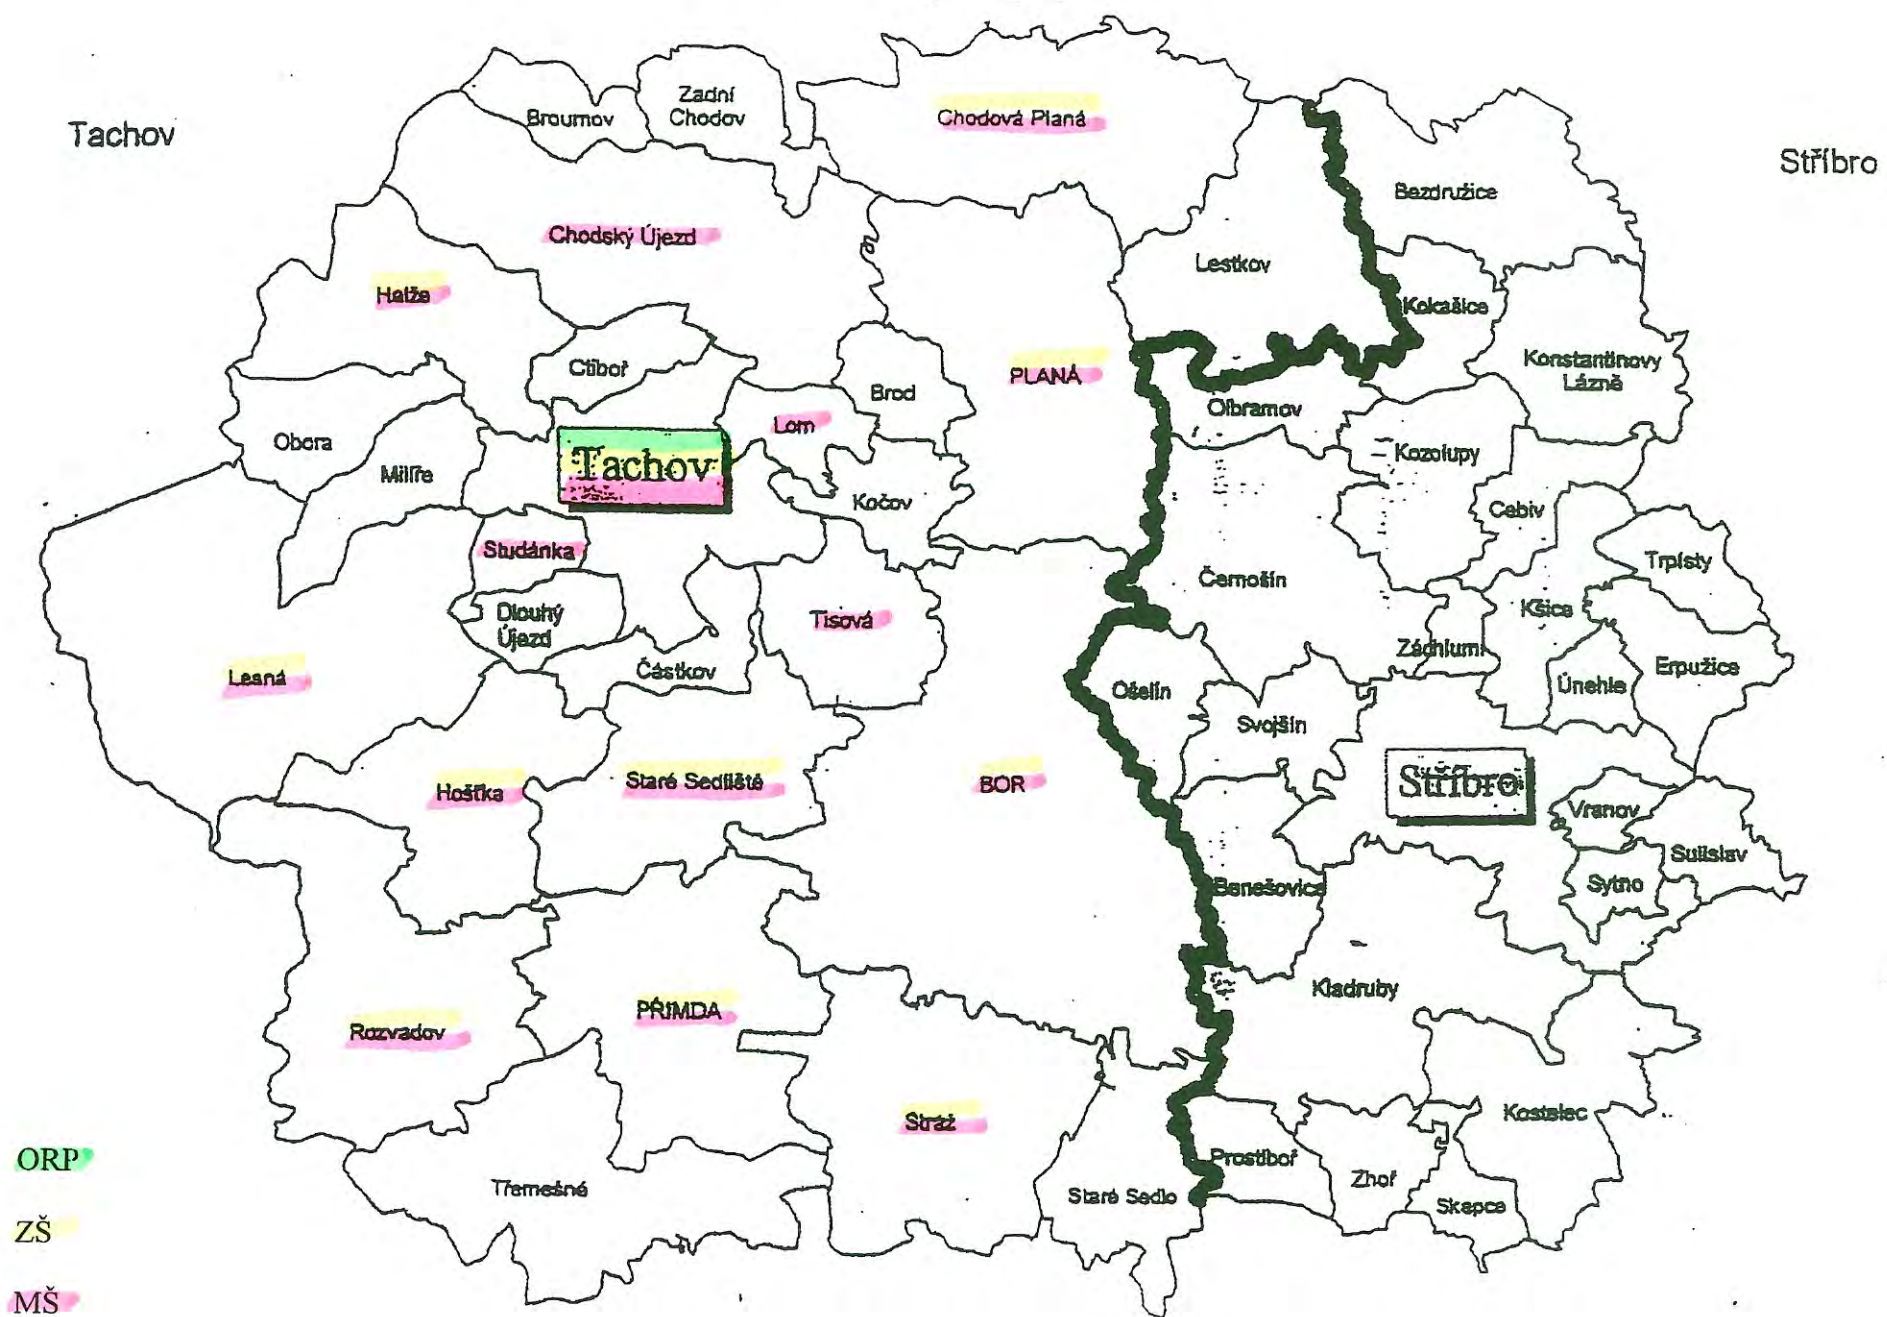 Tachov
Stříbro
Broumov
Zadní
Chodov
Chodová Planá
Bezdružice
Chodský Újezd
Lestkov
Halže
Kokašice
Ctiboř
Brod
PLANÁ
Konstantinovy
Lázně
Olbramov
Lom
Obora
Milíře
Tachov
Kočov
Kozolupy
Cebiv
Studánka
Trpísty
Černošín
Dlouhý
Újezd
Tisová
Kšice
Záchlumí
Erpužice
Částkov
Únehle
Lesná
Ošelín
Svojšín
Hoštka
Staré Sedliště
BOR
Stříbro
Vranov
Sulislav
Sytno
Benešovice
Kladruby
Rozvadov
PŘIMDA
Stráž
Kostelec
Prostiboř
Zhoř
Třemešné
Staré Sedlo
Skapce
ORP
ZŠ
MŠ